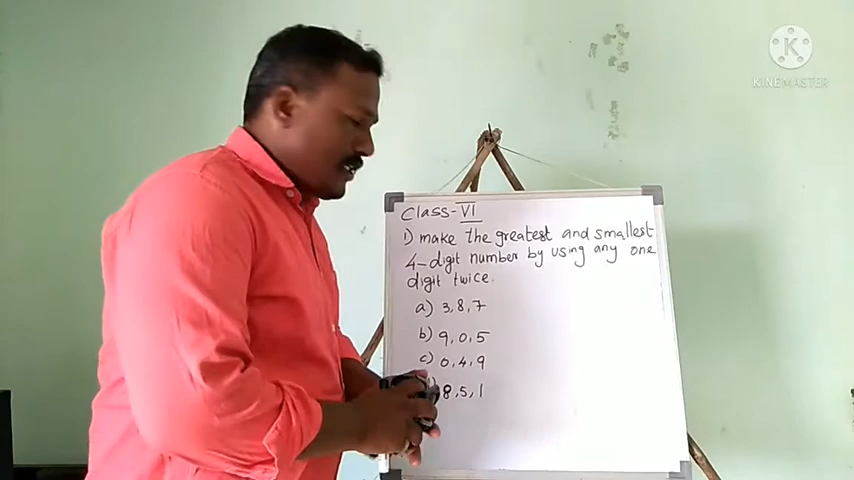 K
KINEMASTER
Class-VI
1) make the greatest and smallest
4-digit number by using any one
digit twice.
a) 3,8,7
b) 9,0,5
c) 0,4,9
8,5,1